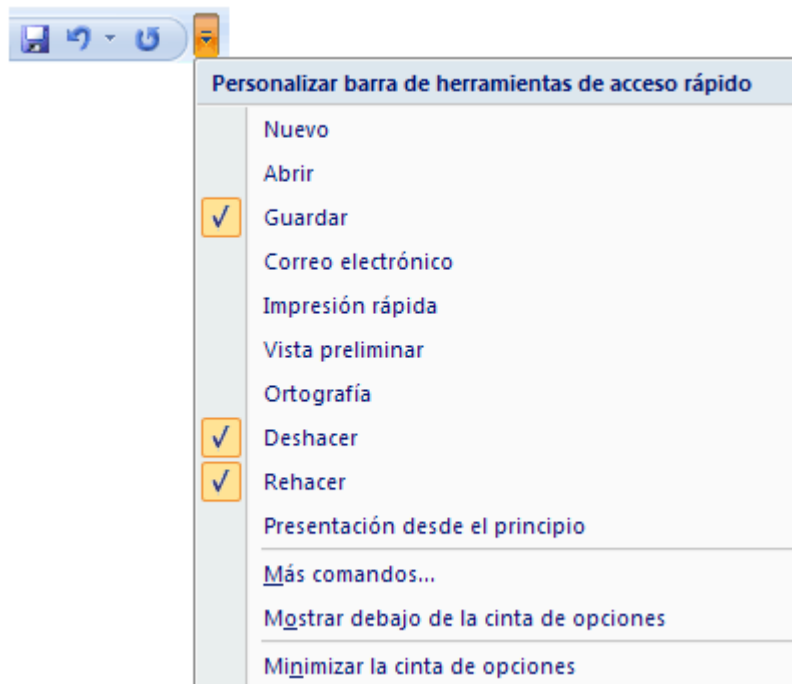 Personalizar barra de herramientas de acceso rápido
Nuevo
Abrir
Guardar
Correo electrónico
Impresión rápida
Vista preliminar
Ortografía
Deshacer
Rehacer
Presentación desde el principio
Más comandos...
Mostrar debajo de la cinta de opciones
Minimizar la cinta de opciones